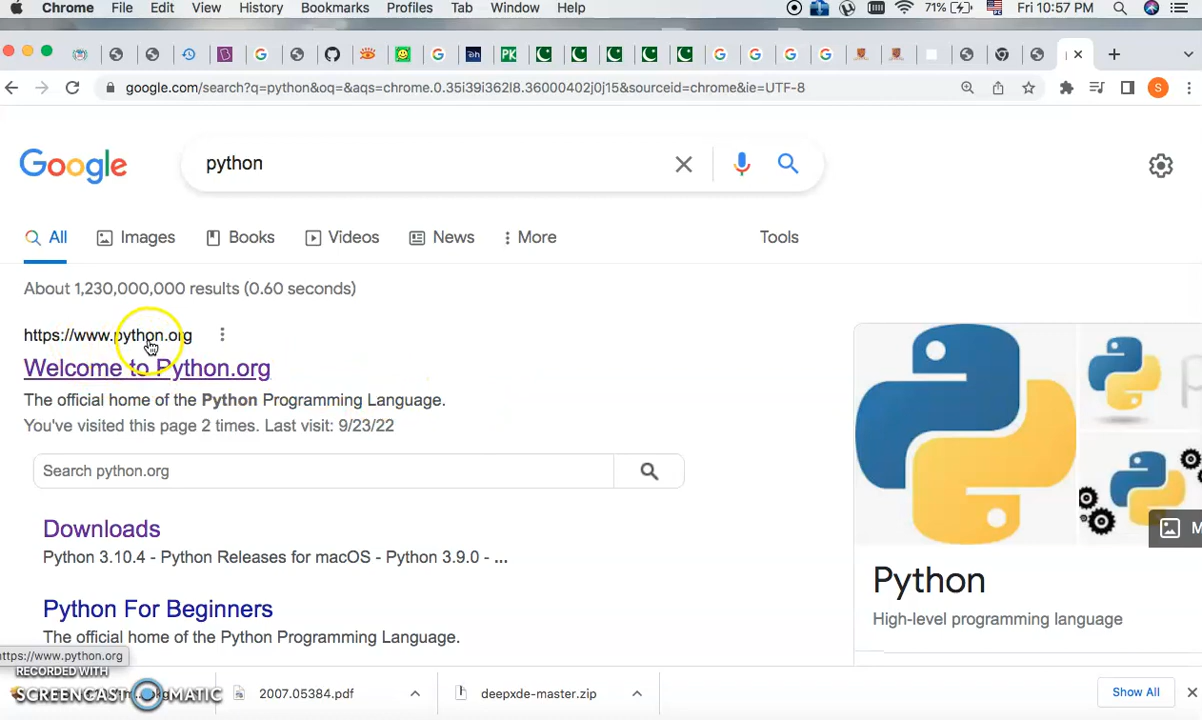 Chrome File Edit View History Bookmarks Profiles Tab Window Help 71% Fri 10:57 PM
google.com/search?q=python&oq=&aqs=chrome.0.35i39i362l8.36000402j0j15&sourceid=chrome&ie=UTF-8
S
Google python
All Images Books Videos News More Tools
About 1,230,000,000 results (0.60 seconds)
https://www.python.org
Welcome to Python.org
The official home of the Python Programming Language.
You've visited this page 2 times. Last visit: 9/23/22
Search python.org
Downloads
Python 3.10.4 - Python Releases for macOS - Python 3.9.0 - ...
Python For Beginners
The official home of the Python Programming Language.
Python
High-level programming language
https://www.python.org
RECORDED WITH
SCREENCAST-O-MATIC
2007.05384.pdf
deepxde-master.zip
Show All